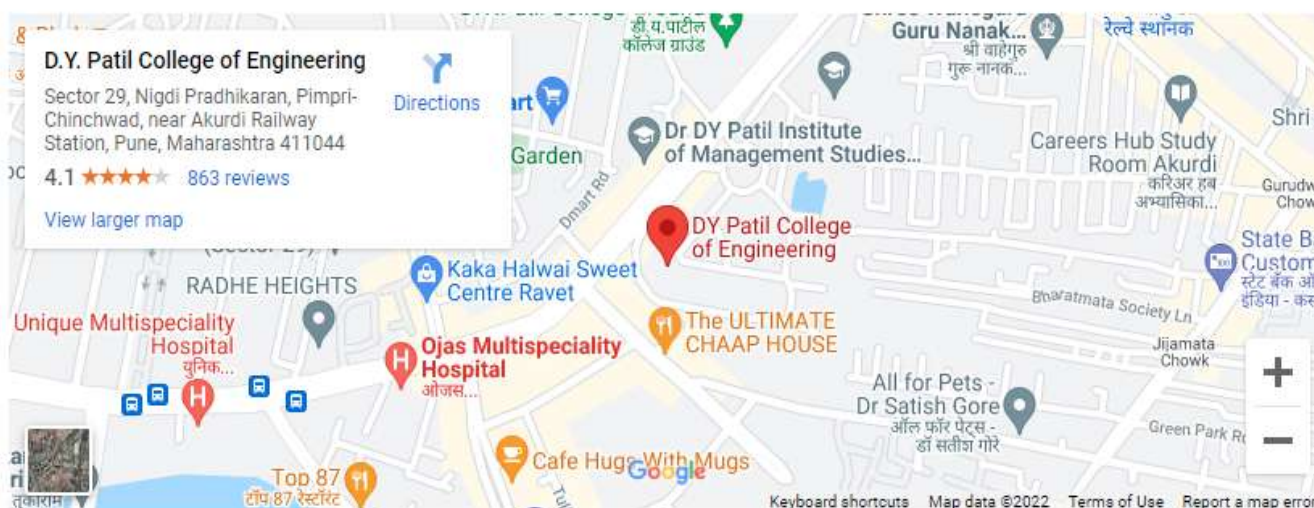 D.Y. Patil College of Engineering
Sector 29, Nigdi Pradhikaran, Pimpri-
Chinchwad, near Akurdi Railway
Station, Pune, Maharashtra 411044
4.1 863 reviews
View larger map
Directions
डी.य.पाटील
कॉलेज ग्राउंड
Guru Nanak...
श्री वाहेगुरु
गुरू नानक...
रेल्वे स्थानक
Garden
Dmart Rd
Dr DY Patil Institute
of Management Studies...
Careers Hub Study
Room Akurdi
करिअर हब
अभ्यासिका...
Shri
DY Patil College
of Engineering
RADHE HEIGHTS
Kaka Halwai Sweet
Centre Ravet
Bharatmata Society Ln
Jijamata
Chowk
Unique Multispeciality
Hospital
युनिक...
Ojas Multispeciality
Hospital
ओजस...
The ULTIMATE
CHAAP HOUSE
All for Pets -
Dr Satish Gore
ऑल फॉर पेट्स -
डॉ सतीश गोरे
Green Park
Top 87
टॉप 87 रेस्टॉरंट
Cafe Hugs With Mugs
Google
तुकाराम
Keyboard shortcuts Map data ©2022 Terms of Use Report a map error